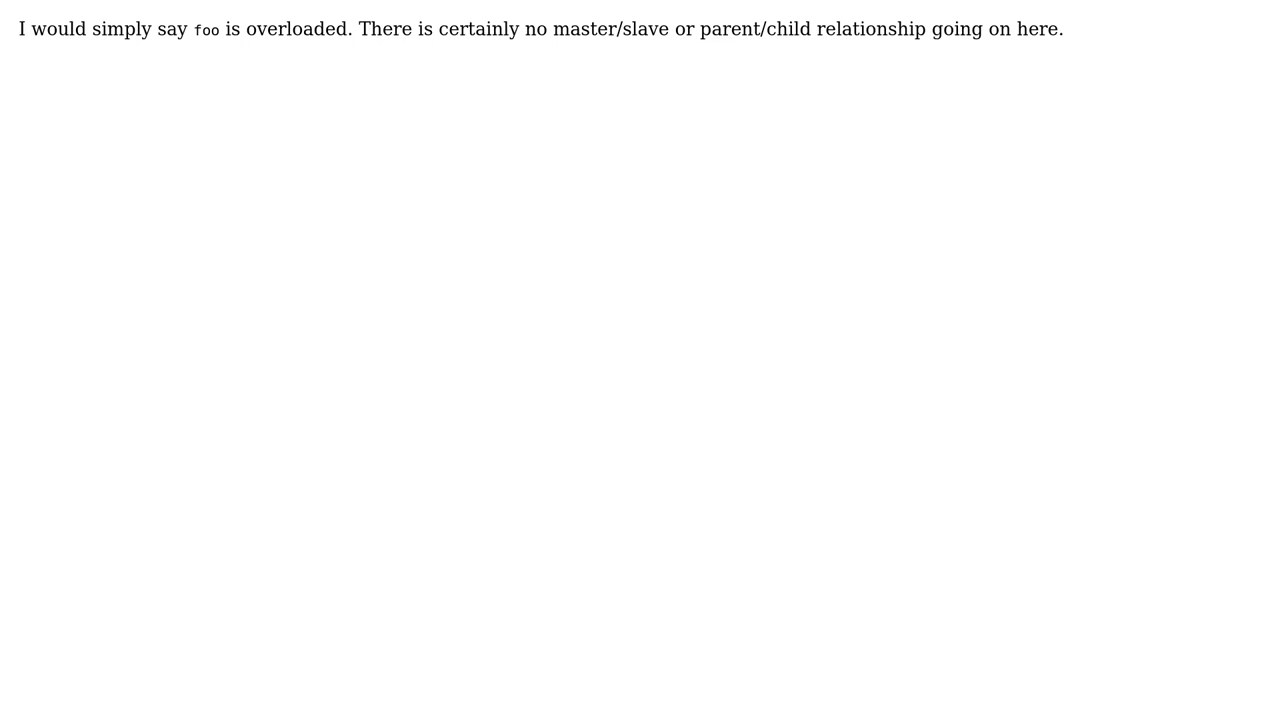 I would simply say foo is overloaded. There is certainly no master/slave or parent/child relationship going on here.